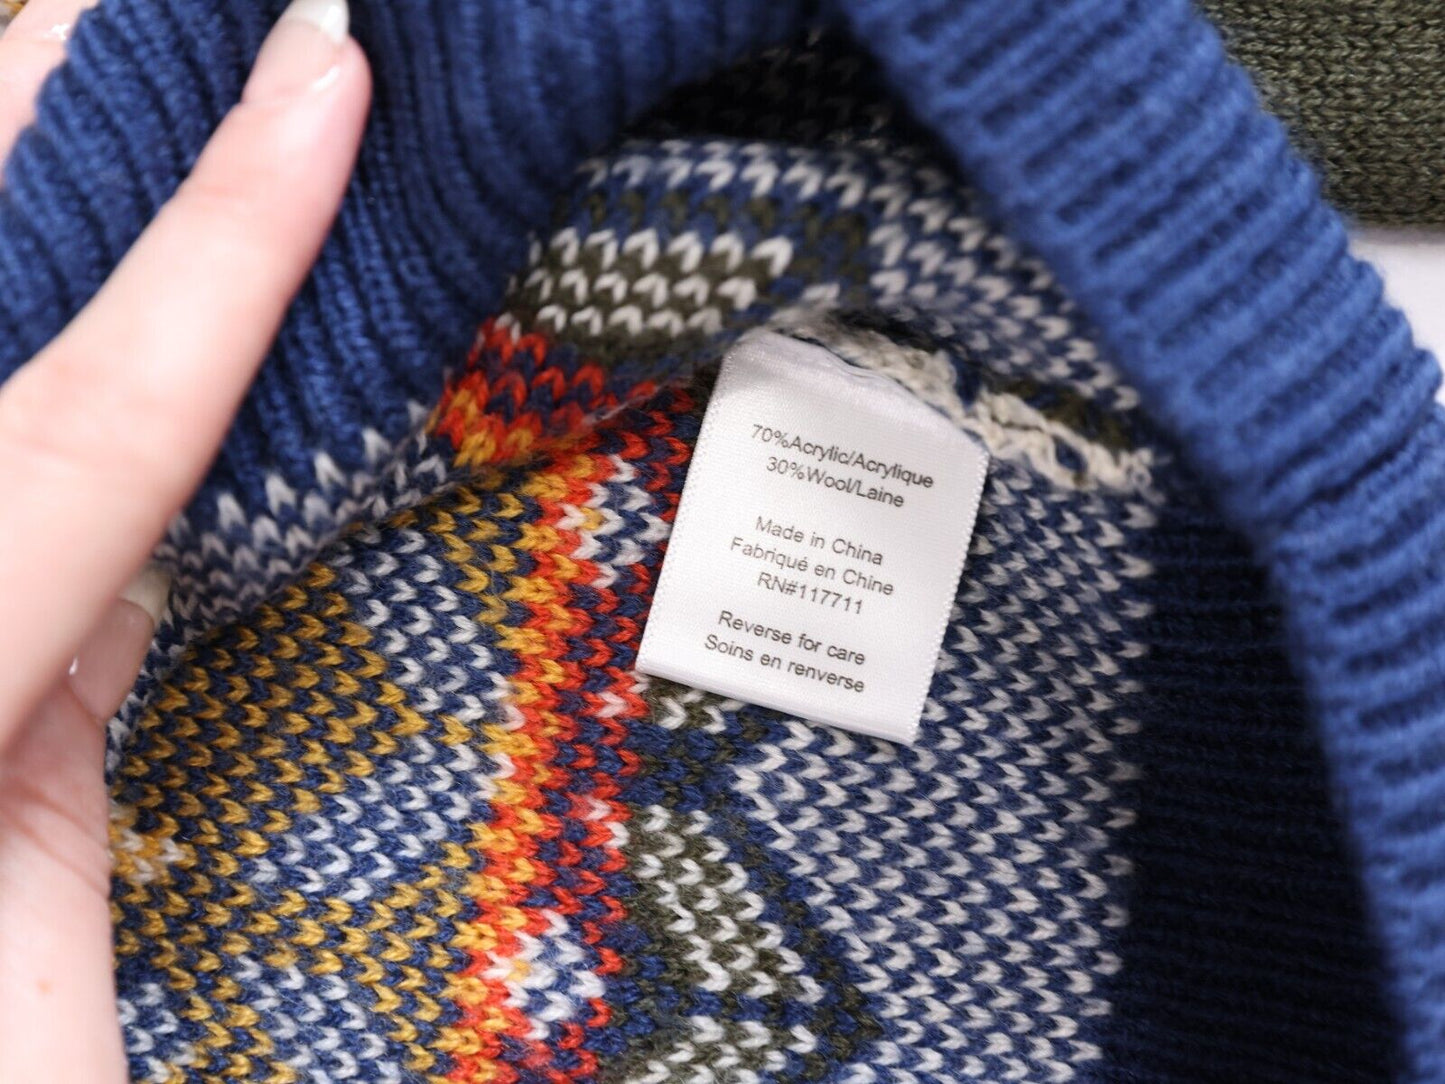 70%Acrylic/Acrylique
30%Wool/Laine
Made in China
Fabriqué en Chine
RN#117711
Reverse for care
Soins en renverse